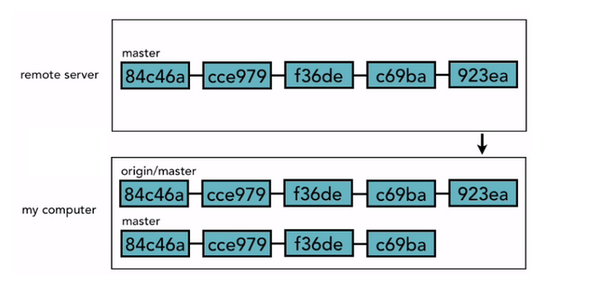 master
remote server
84c46a cce979 f36de c69ba 923ea
origin/master
84c46a cce979 f36de c69ba 923ea
my computer
master
84c46a cce979 f36de c69ba